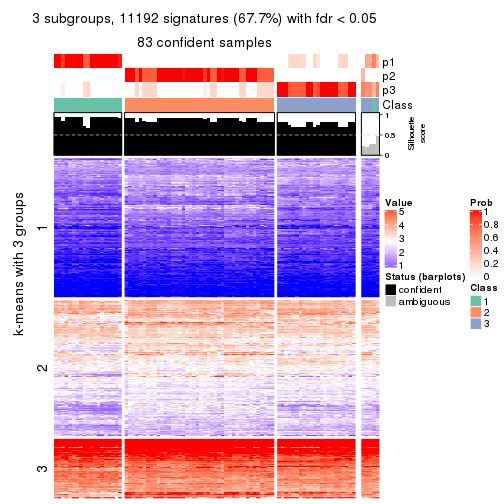 3 subgroups, 11192 signatures (67.7%) with fdr < 0.05
83 confident samples
p1
p2
p3
Class
1
0.5
0
Silhouette
score
k-means with 3 groups
1
2
3
Value
5
4
3
2
1
Status (barplots)
confident
ambiguous
Prob
1
0.8
0.6
0.4
0.2
0
Class
1
2
3